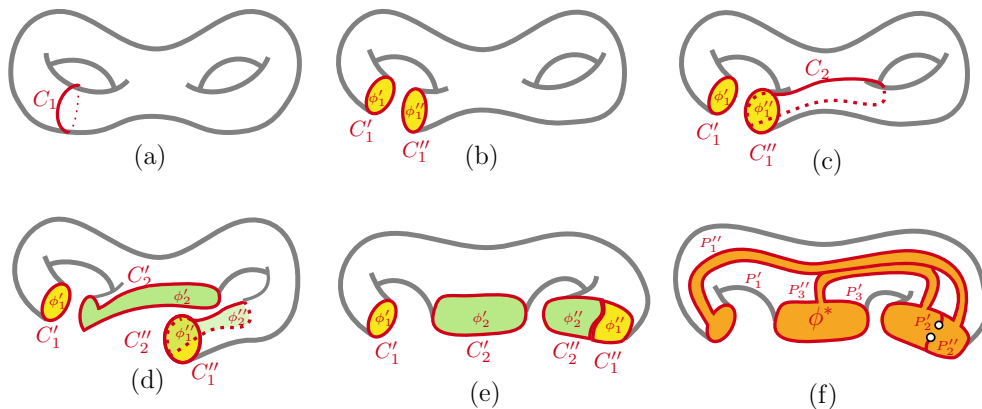 C₁
(a)
ϕ′₁ ϕ″₁
C′₁ C″₁
(b)
C₂
ϕ′₁ ϕ″₁
C′₁ C″₁
(c)
C′₂
ϕ′₁ ϕ′₂ ϕ″₂
C′₁ C″₂ ϕ″₁
C″₁
(d)
ϕ′₁ ϕ′₂ ϕ″₂ ϕ″₁
C′₁ C′₂ C″₂ C″₁
(e)
P″₁
P′₁ P″₃ P′₃
ϕ*
P′₂
P″₂
(f)